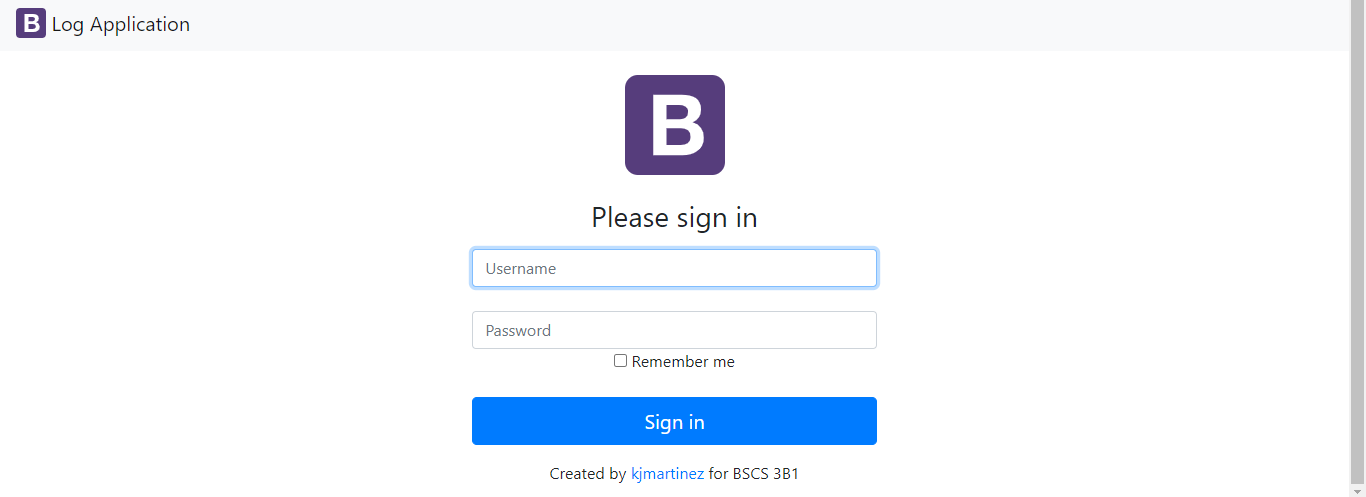 B Log Application
B
Please sign in
Username
Password
Remember me
Sign in
Created by kjmartinez for BSCS 3B1